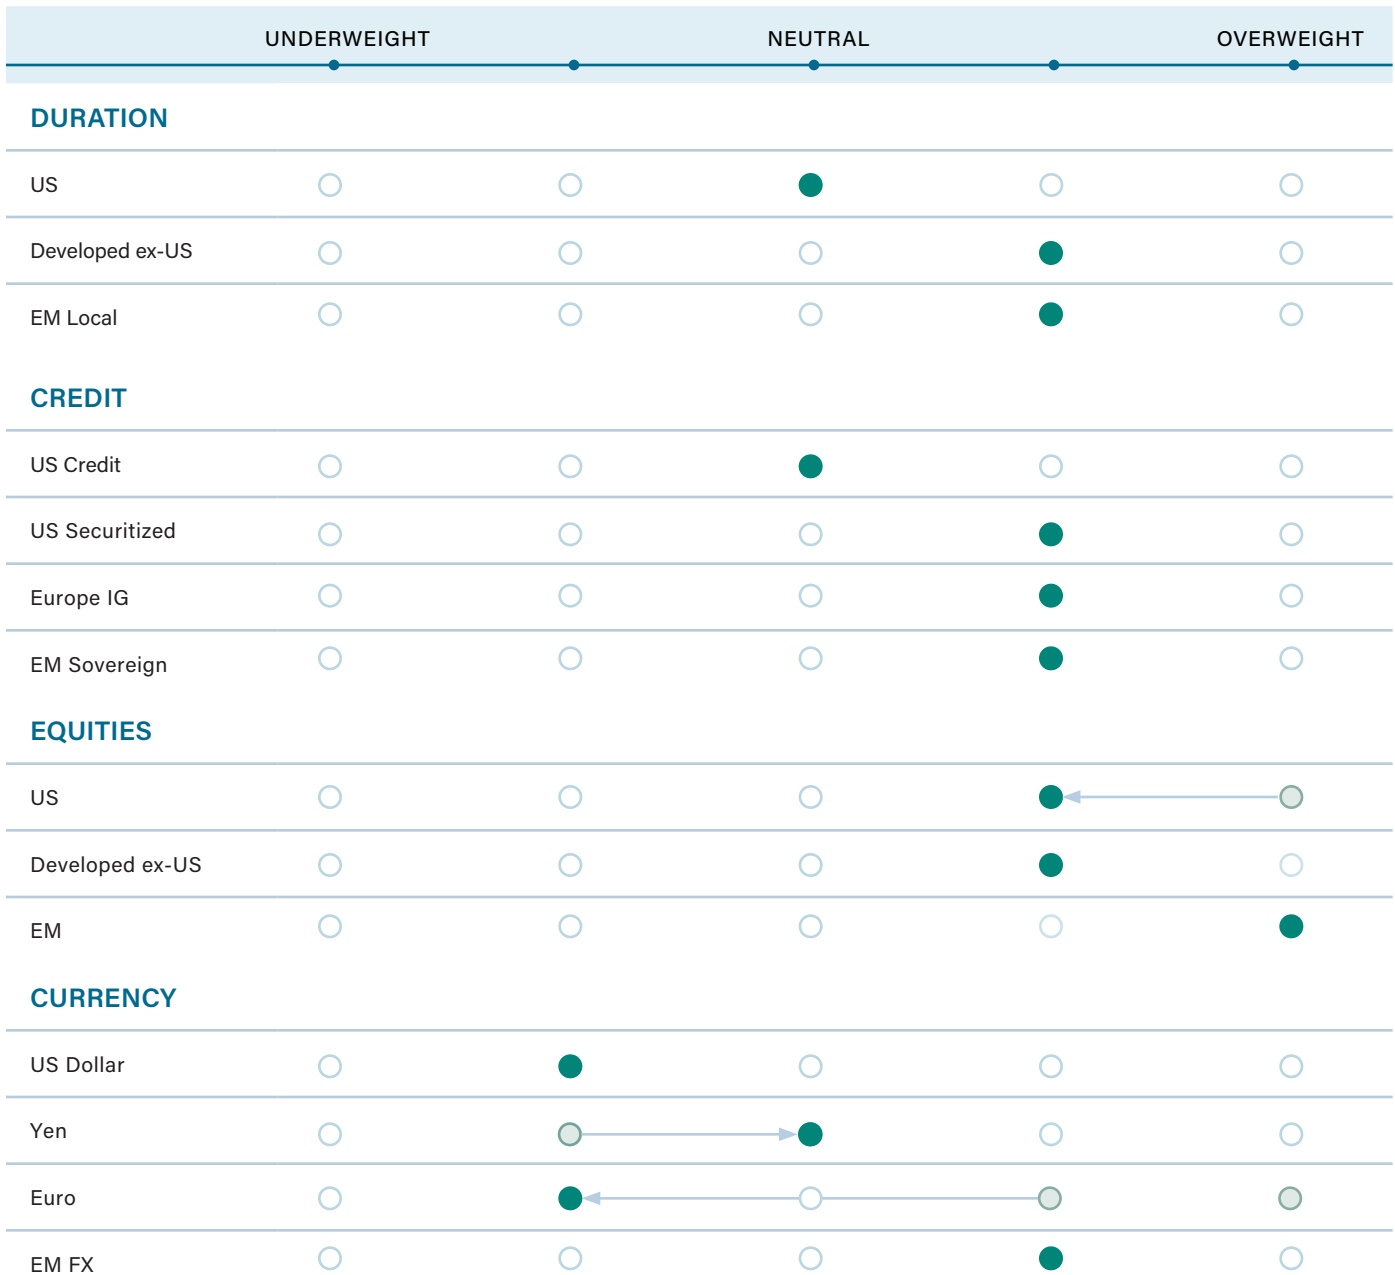 UNDERWEIGHT NEUTRAL OVERWEIGHT
DURATION
US
Developed ex-US
EM Local
CREDIT
US Credit
US Securitized
Europe IG
EM Sovereign
EQUITIES
US
Developed ex-US
EM
CURRENCY
US Dollar
Yen
Euro
EM FX